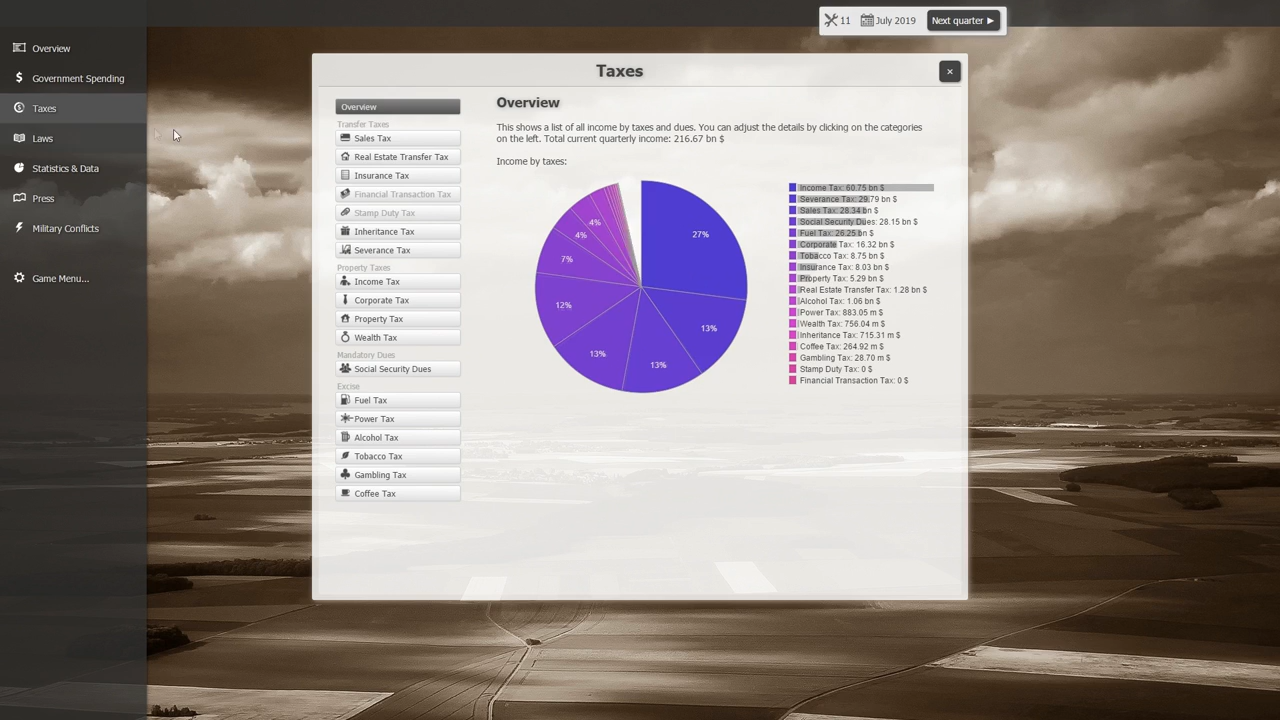 11
July 2019
Next quarter ►
Overview
Government Spending
Taxes
Laws
Statistics & Data
Press
Military Conflicts
Game Menu...
Taxes
×
Overview
Transfer Taxes
Sales Tax
Real Estate Transfer Tax
Insurance Tax
Financial Transaction Tax
Stamp Duty Tax
Inheritance Tax
Severance Tax
Property Taxes
Income Tax
Corporate Tax
Property Tax
Wealth Tax
Mandatory Dues
Social Security Dues
Excise
Fuel Tax
Power Tax
Alcohol Tax
Tobacco Tax
Gambling Tax
Coffee Tax
Overview
This shows a list of all income by taxes and dues. You can adjust the details by clicking on the categories
on the left. Total current quarterly income: 216.67 bn $
Income by taxes:
27%
13%
13%
13%
12%
7%
4%
4%
Income Tax: 60.75 bn $
Severance Tax: 29.79 bn $
Sales Tax: 28.34 bn $
Social Security Dues: 28.15 bn $
Fuel Tax: 26.25 bn $
Corporate Tax: 16.32 bn $
Tobacco Tax: 8.75 bn $
Insurance Tax: 8.03 bn $
Property Tax: 5.29 bn $
Real Estate Transfer Tax: 1.28 bn $
Alcohol Tax: 1.06 bn $
Power Tax: 883.05 m $
Wealth Tax: 756.04 m $
Inheritance Tax: 715.31 m $
Coffee Tax: 264.92 m $
Gambling Tax: 28.70 m $
Stamp Duty Tax: 0 $
Financial Transaction Tax: 0 $